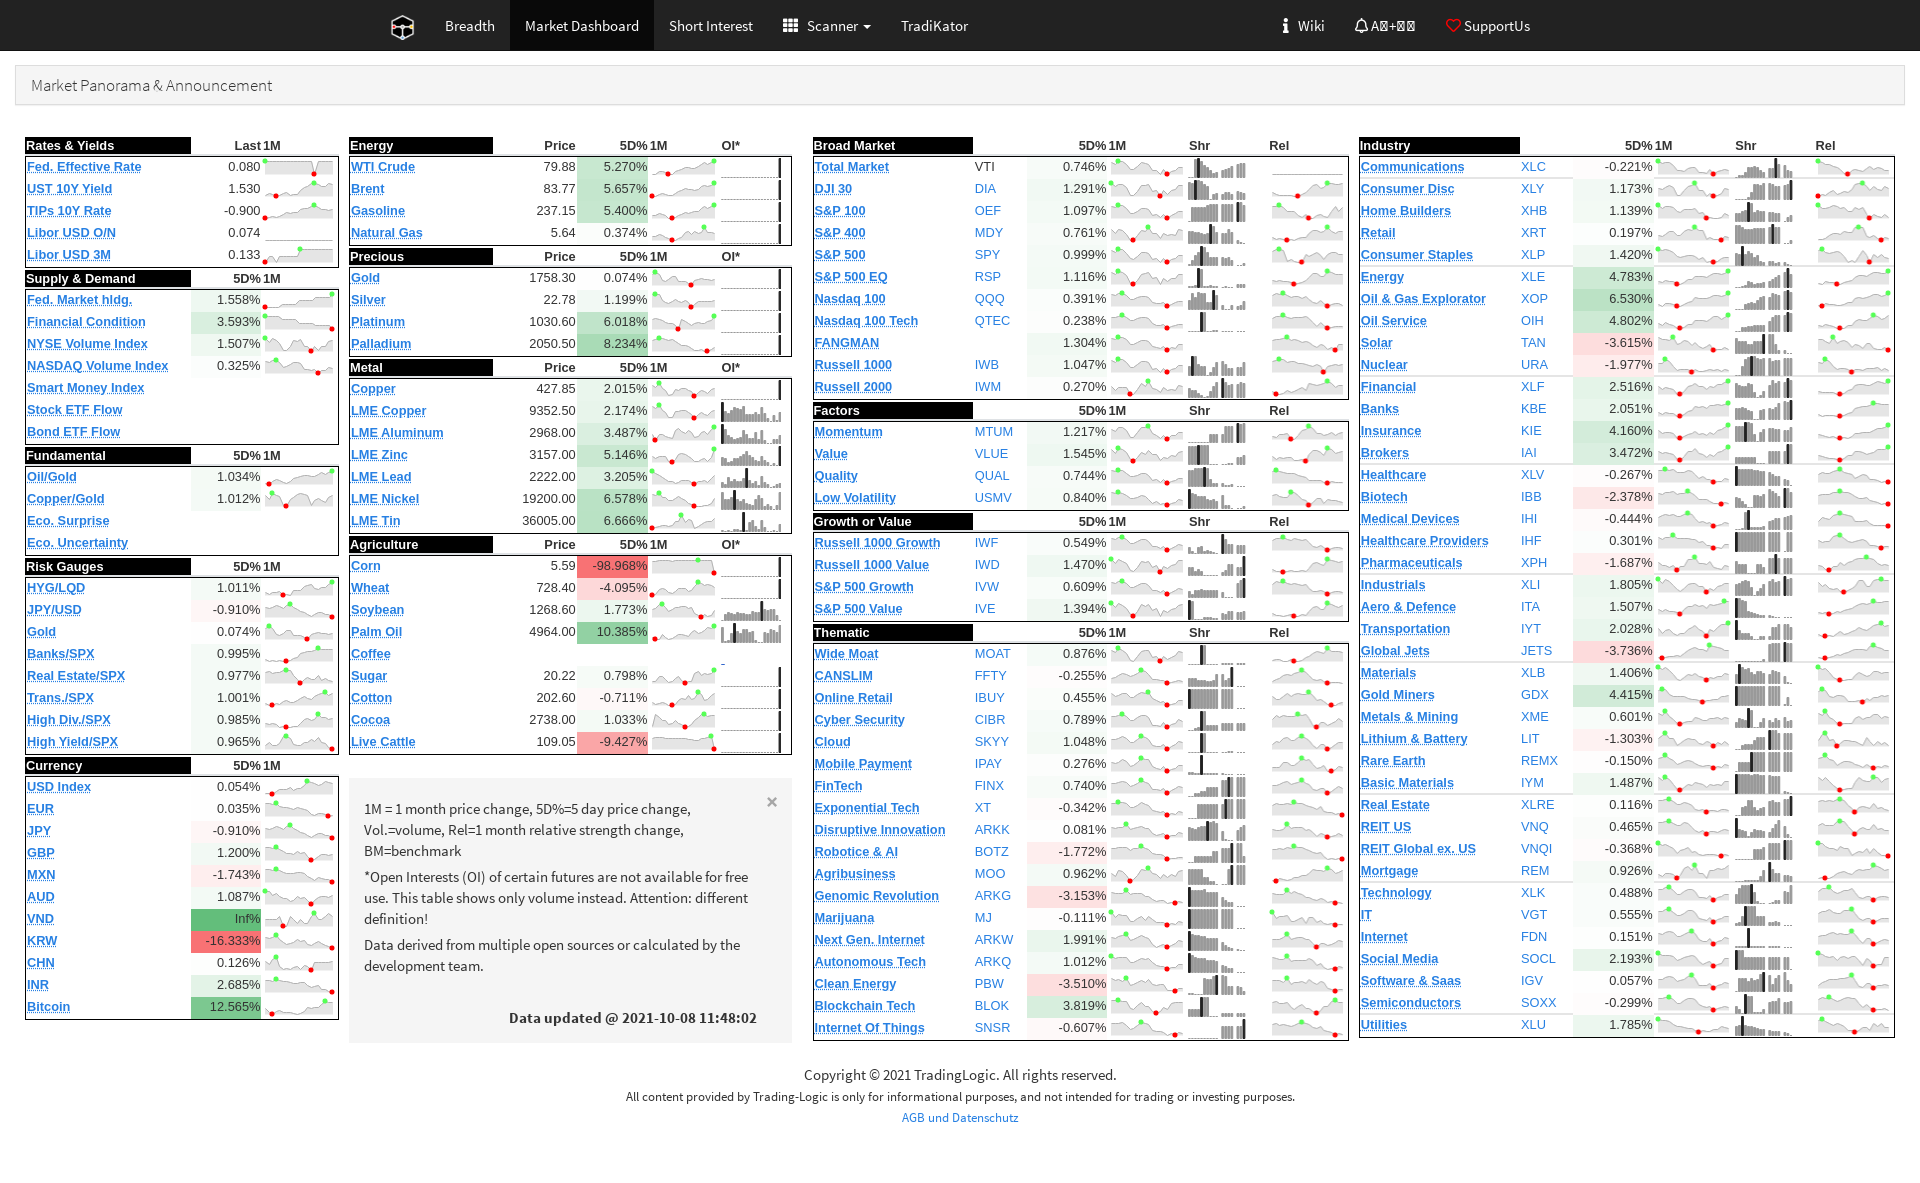 Breadth Market Dashboard Short Interest Scanner TradiKator Wiki SupportUs
Market Panorama & Announcement
Rates & Yields Last 1M
Fed. Effective Rate 0.080
UST 10Y Yield 1.530
TIPs 10Y Rate -0.900
Libor USD O/N 0.074
Libor USD 3M 0.133
Supply & Demand 5D% 1M
Fed. Market hldg. 1.558%
Financial Condition 3.593%
NYSE Volume Index 1.507%
NASDAQ Volume Index 0.325%
Smart Money Index
Stock ETF Flow
Bond ETF Flow
Fundamental 5D% 1M
Oil/Gold 1.034%
Copper/Gold 1.012%
Eco. Surprise
Eco. Uncertainty
Risk Gauges 5D% 1M
HYG/LQD 1.011%
JPY/USD -0.910%
Gold 0.074%
Banks/SPX 0.995%
Real Estate/SPX 0.977%
Trans./SPX 1.001%
High Div./SPX 0.985%
High Yield/SPX 0.965%
Currency 5D% 1M
USD Index 0.054%
EUR 0.035%
JPY -0.910%
GBP 1.200%
MXN -1.743%
AUD 1.087%
VND Inf%
KRW -16.333%
CHN 0.126%
INR 2.685%
Bitcoin 12.565%
Energy Price 5D% 1M OI*
WTI Crude 79.88 5.270%
Brent 83.77 5.657%
Gasoline 237.15 5.400%
Natural Gas 5.64 0.374%
Precious Price 5D% 1M OI*
Gold 1758.30 0.074%
Silver 22.78 1.199%
Platinum 1030.60 6.018%
Palladium 2050.50 8.234%
Metal Price 5D% 1M OI*
Copper 427.85 2.015%
LME Copper 9352.50 2.174%
LME Aluminum 2968.00 3.487%
LME Zinc 3157.00 5.146%
LME Lead 2222.00 3.205%
LME Nickel 19200.00 6.578%
LME Tin 36005.00 6.666%
Agriculture Price 5D% 1M OI*
Corn 5.59 -98.968%
Wheat 728.40 -4.095%
Soybean 1268.60 1.773%
Palm Oil 4964.00 10.385%
Coffee
Sugar 20.22 0.798%
Cotton 202.60 -0.711%
Cocoa 2738.00 1.033%
Live Cattle 109.05 -9.427%
×
1M = 1 month price change, 5D%=5 day price change,
Vol.=volume, Rel=1 month relative strength change,
BM=benchmark
*Open Interests (OI) of certain futures are not available for free
use. This table shows only volume instead. Attention: different
definition!
Data derived from multiple open sources or calculated by the
development team.
Data updated @ 2021-10-08 11:48:02
Broad Market 5D% 1M Shr Rel
Total Market VTI 0.746%
DJI 30 DIA 1.291%
S&P 100 OEF 1.097%
S&P 400 MDY 0.761%
S&P 500 SPY 0.999%
S&P 500 EQ RSP 1.116%
Nasdaq 100 QQQ 0.391%
Nasdaq 100 Tech QTEC 0.238%
FANGMAN 1.304%
Russell 1000 IWB 1.047%
Russell 2000 IWM 0.270%
Factors 5D% 1M Shr Rel
Momentum MTUM 1.217%
Value VLUE 1.545%
Quality QUAL 0.744%
Low Volatility USMV 0.840%
Growth or Value 5D% 1M Shr Rel
Russell 1000 Growth IWF 0.549%
Russell 1000 Value IWD 1.470%
S&P 500 Growth IVW 0.609%
S&P 500 Value IVE 1.394%
Thematic 5D% 1M Shr Rel
Wide Moat MOAT 0.876%
CANSLIM FFTY -0.255%
Online Retail IBUY 0.455%
Cyber Security CIBR 0.789%
Cloud SKYY 1.048%
Mobile Payment IPAY 0.276%
FinTech FINX 0.740%
Exponential Tech XT -0.342%
Disruptive Innovation ARKK 0.081%
Robotice & AI BOTZ -1.772%
Agribusiness MOO 0.962%
Genomic Revolution ARKG -3.153%
Marijuana MJ -0.111%
Next Gen. Internet ARKW 1.991%
Autonomous Tech ARKQ 1.012%
Clean Energy PBW -3.510%
Blockchain Tech BLOK 3.819%
Internet Of Things SNSR -0.607%
Industry 5D% 1M Shr Rel
Communications XLC -0.221%
Consumer Disc XLY 1.173%
Home Builders XHB 1.139%
Retail XRT 0.197%
Consumer Staples XLP 1.420%
Energy XLE 4.783%
Oil & Gas Explorator XOP 6.530%
Oil Service OIH 4.802%
Solar TAN -3.615%
Nuclear URA -1.977%
Financial XLF 2.516%
Banks KBE 2.051%
Insurance KIE 4.160%
Brokers IAI 3.472%
Healthcare XLV -0.267%
Biotech IBB -2.378%
Medical Devices IHI -0.444%
Healthcare Providers IHF 0.301%
Pharmaceuticals XPH -1.687%
Industrials XLI 1.805%
Aero & Defence ITA 1.507%
Transportation IYT 2.028%
Global Jets JETS -3.736%
Materials XLB 1.406%
Gold Miners GDX 4.415%
Metals & Mining XME 0.601%
Lithium & Battery LIT -1.303%
Rare Earth REMX -0.150%
Basic Materials IYM 1.487%
Real Estate XLRE 0.116%
REIT US VNQ 0.465%
REIT Global ex. US VNQI -0.368%
Mortgage REM 0.926%
Technology XLK 0.488%
IT VGT 0.555%
Internet FDN 0.151%
Social Media SOCL 2.193%
Software & Saas IGV 0.057%
Semiconductors SOXX -0.299%
Utilities XLU 1.785%
Copyright © 2021 TradingLogic. All rights reserved.
All content provided by Trading-Logic is only for informational purposes, and not intended for trading or investing purposes.
AGB und Datenschutz